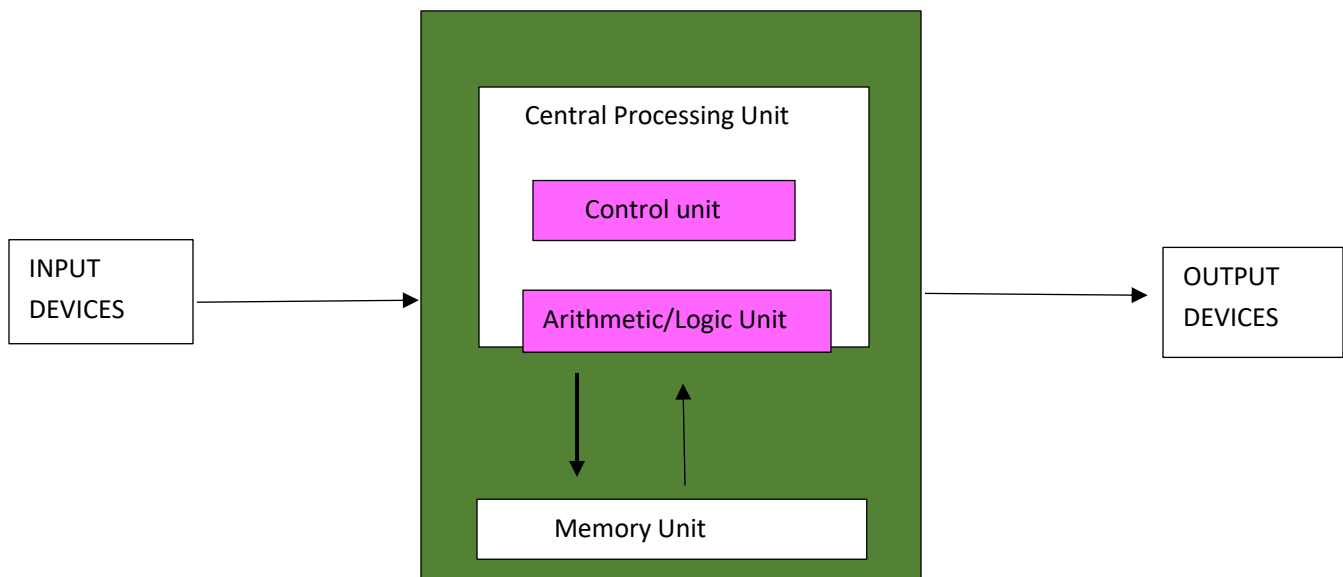 Central Processing Unit
Control unit
INPUT
DEVICES
Arithmetic/Logic Unit
OUTPUT
DEVICES
Memory Unit